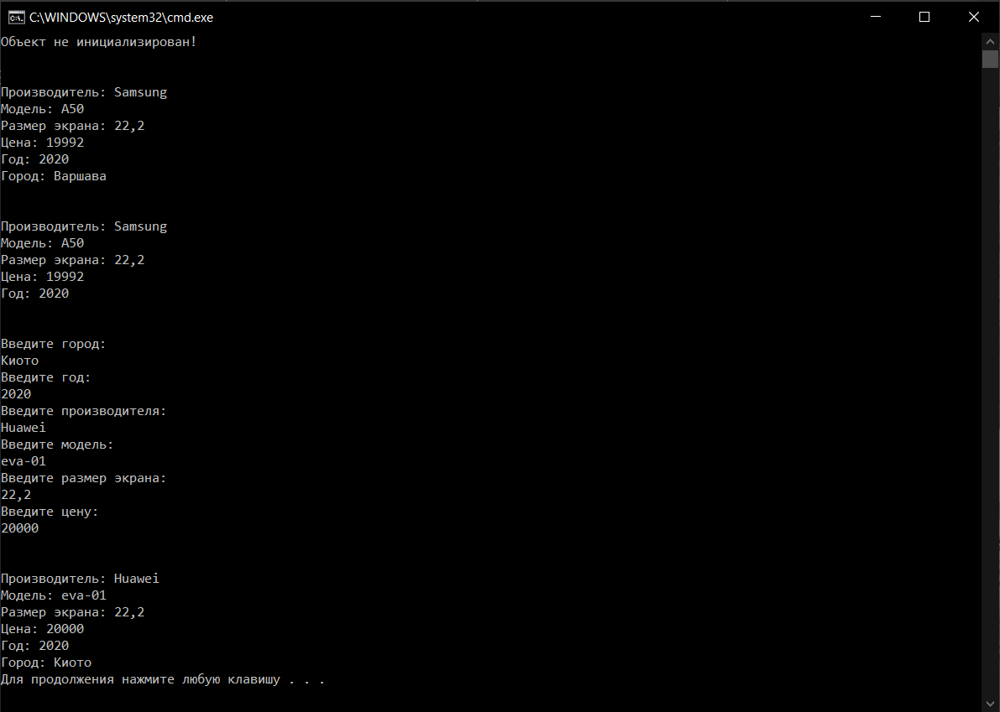 C:\WINDOWS\system32\cmd.exe
Объект не инициализирован!
Производитель: Samsung
Модель: A50
Размер экрана: 22,2
Цена: 19992
Год: 2020
Город: Варшава
Производитель: Samsung
Модель: A50
Размер экрана: 22,2
Цена: 19992
Год: 2020
Введите город:
Киото
Введите год:
2020
Введите производителя:
Huawei
Введите модель:
eva-01
Введите размер экрана:
22,2
Введите цену:
20000
Производитель: Huawei
Модель: eva-01
Размер экрана: 22,2
Цена: 20000
Год: 2020
Город: Киото
Для продолжения нажмите любую клавишу . . .